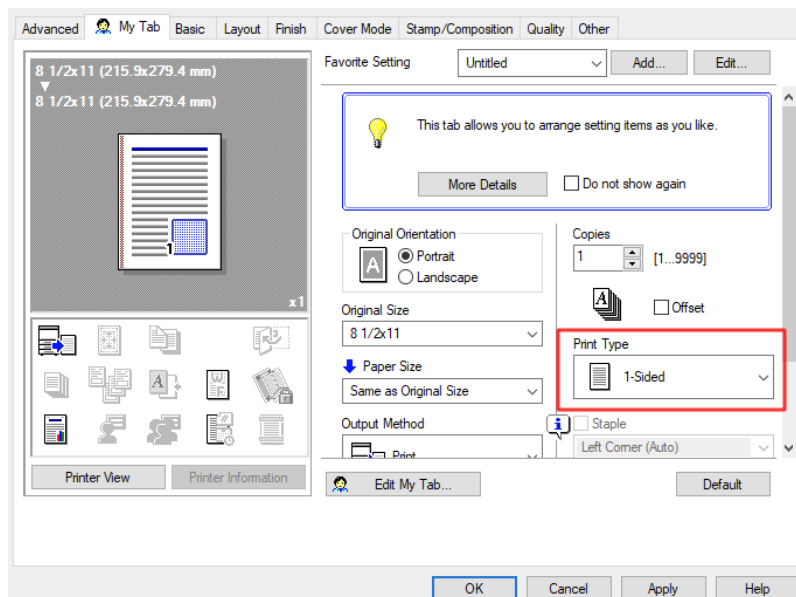 Advanced My Tab Basic Layout Finish Cover Mode Stamp/Composition Quality Other
8 1/2x11 (215.9x279.4 mm)
8 1/2x11 (215.9x279.4 mm)
1
x1
Printer View Printer Information
Favorite Setting Untitled Add... Edit...
This tab allows you to arrange setting items as you like.
More Details Do not show again
Original Orientation
A Portrait
Landscape
Original Size
8 1/2x11
Paper Size
Same as Original Size
Output Method
Print
Copies
1 [1...9999]
A Offset
Print Type
1-Sided
Staple
Left Corner (Auto)
Edit My Tab... Default
OK Cancel Apply Help